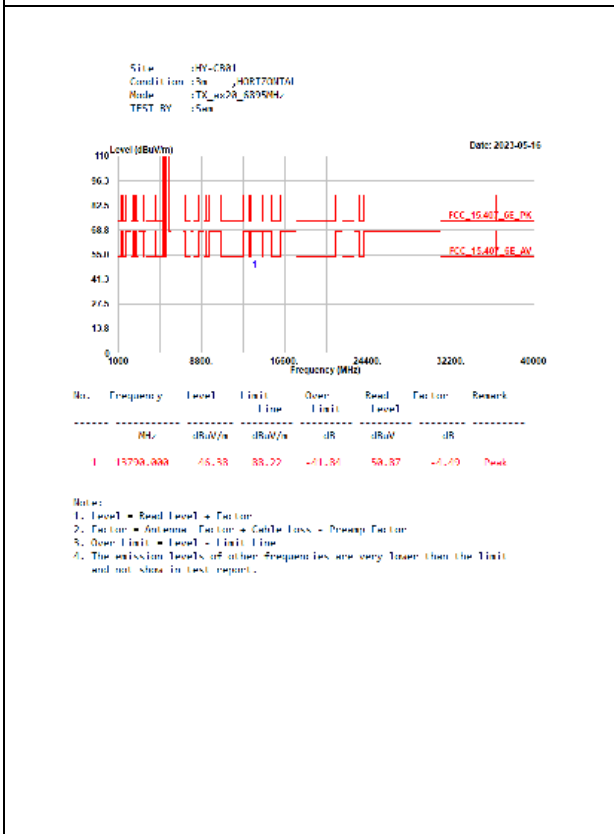 Site :HY-CB01
Condition :3m ,HORIZONTAL
Mode :TX_ax20_6895MHz
TEST BY :Sam
Level (dBuV/m) Date: 2023-05-16
110
96.3
82.5
FCC_15.407_6E_PK
68.8
55.0 FCC_15.407_6E_AV
1
41.3
27.5
13.8
0
1000 8800. 16600. 24400. 32200. 40000
Frequency (MHz)
No. Frequency Level Limit Over Read Factor Remark
Line Limit Level
MHz dBuV/m dBuV/m dB dBuV dB
1 13790.000 46.38 88.22 -41.84 50.87 -4.49 Peak
Note:
1. Level = Read Level + Factor
2. Factor = Antenna Factor + Cable Loss - Preamp Factor
3. Over Limit = Level - Limit Line
4. The emission levels of other frequencies are very lower than the limit
and not show in test report.